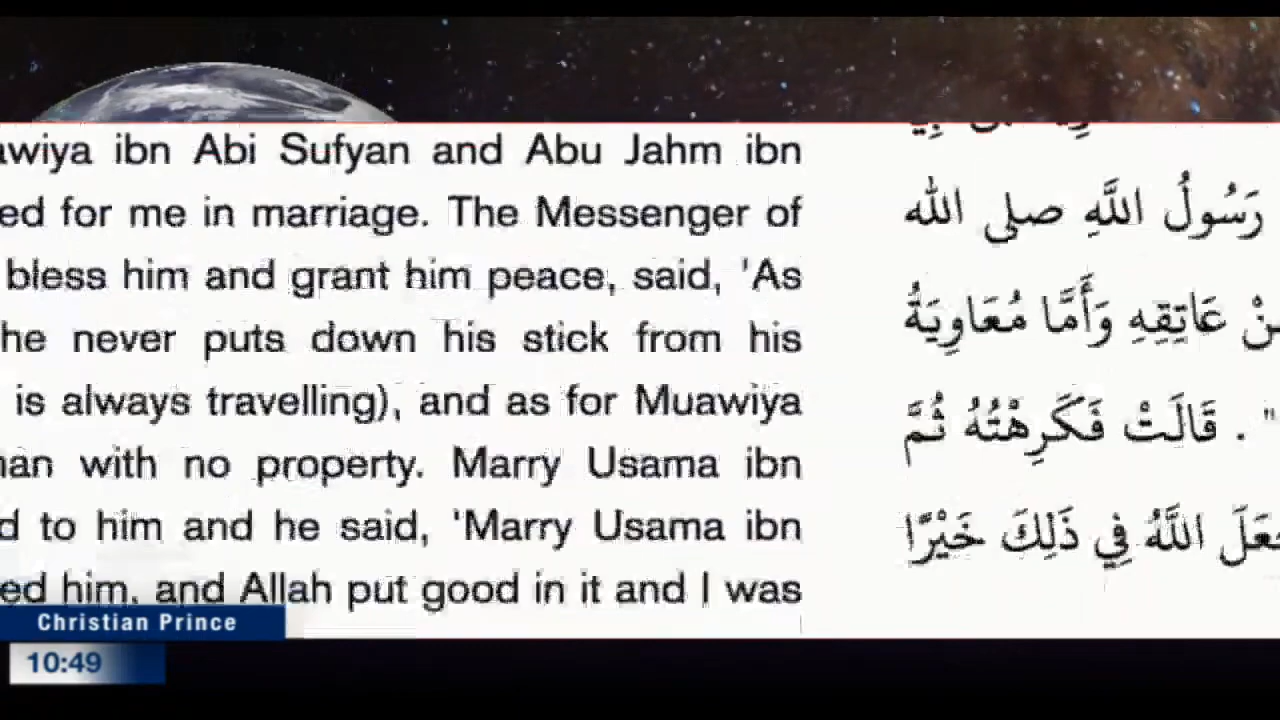 awiya ibn Abi Sufyan and Abu Jahm ibn
ed for me in marriage. The Messenger of
bless him and grant him peace, said, 'As
he never puts down his stick from his
is always travelling), and as for Muawiya
an with no property. Marry Usama ibn
d to him and he said, 'Marry Usama ibn
ed him, and Allah put good in it and I was
رَسُولُ اللَّهِ صلى الله
نْ عَاتِقِهِ وَأَمَّا مُعَاوِيَةُ
" . قَالَتْ فَكَرِهْتُهُ ثُمَّ
عَلَ اللَّهُ فِي ذَلِكَ خَيْرًا
Christian Prince
10:49